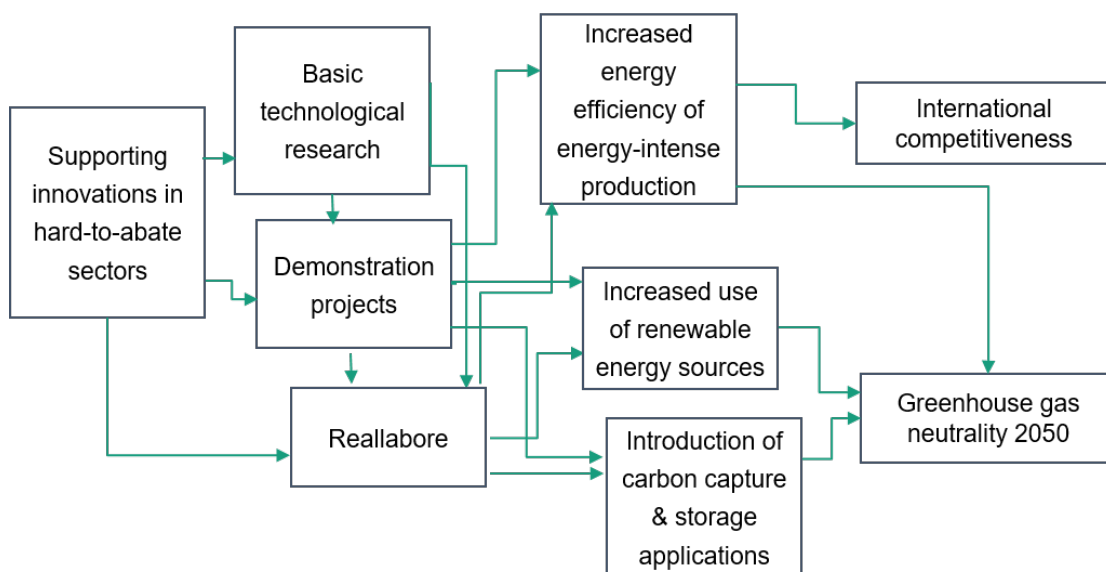 Supporting
innovations in
hard-to-abate
sectors
Basic
technological
research
Demonstration
projects
Reallabore
Increased
energy
efficiency of
energy-intense
production
Increased use
of renewable
energy sources
Introduction of
carbon capture
& storage
applications
International
competitiveness
Greenhouse gas
neutrality 2050